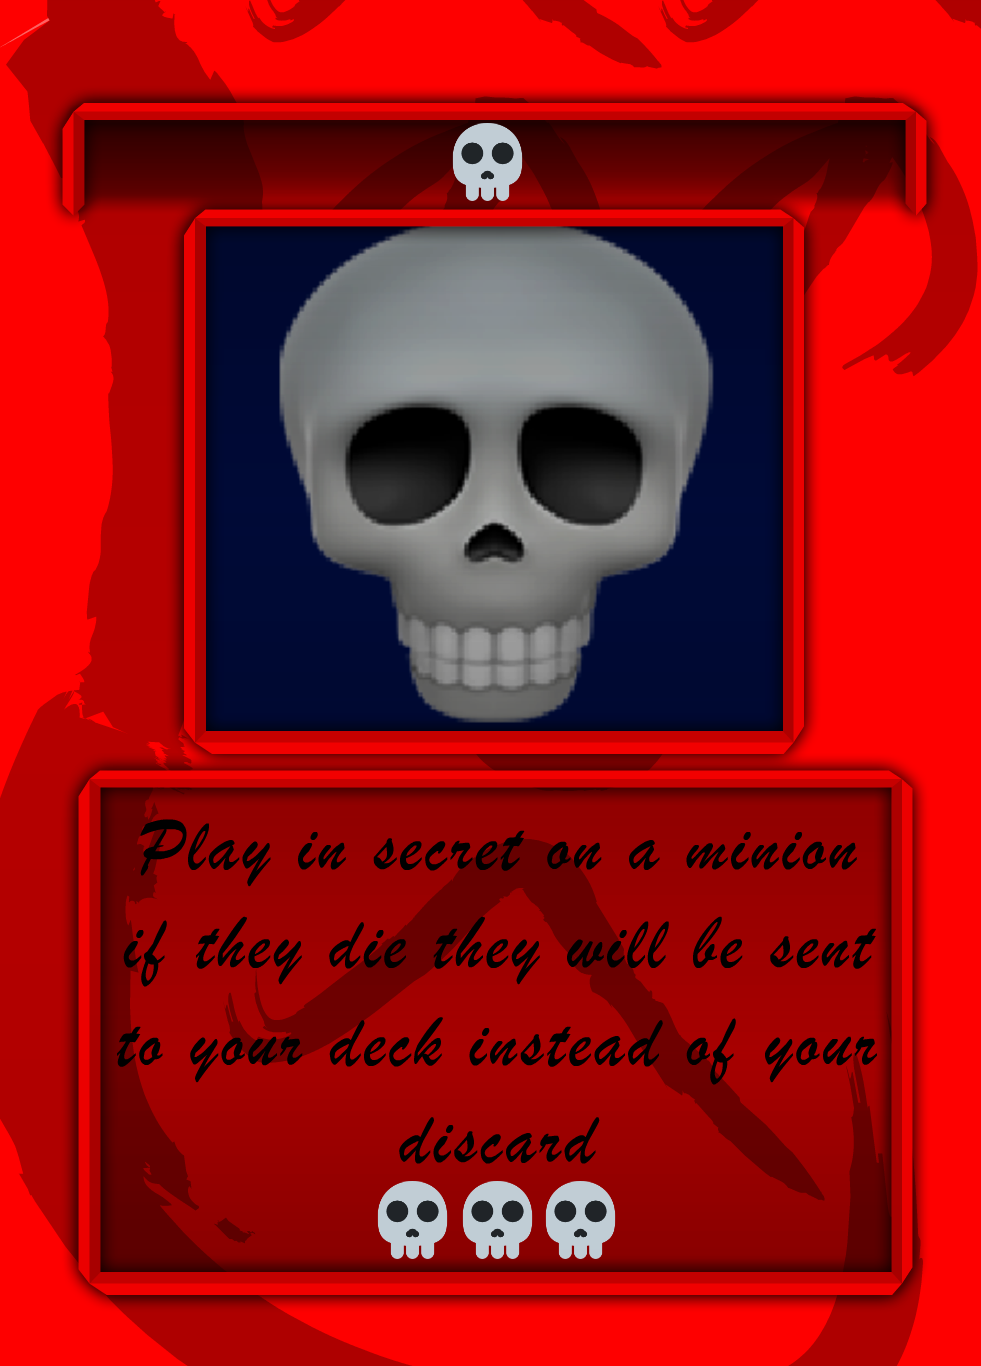 💀
Play in secret on a minion
if they die they will be sent
to your deck instead of your
discard
💀💀💀